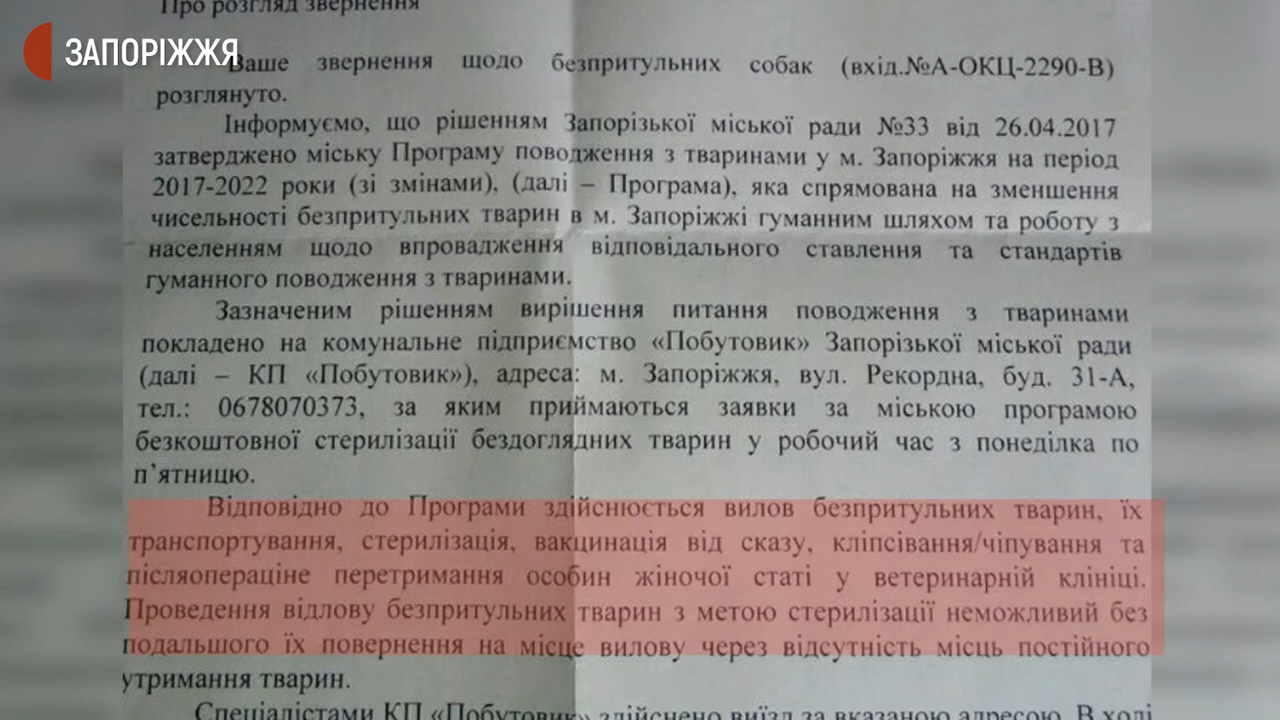 Про розгляд звернення
ЗАПОРІЖЖЯ
Ваше звернення щодо безпритульних собак (вхід.№А-ОКЦ-2290-В)
розглянуто.
Інформуємо, що рішенням Запорізької міської ради №33 від 26.04.2017
затверджено міську Програму поводження з тваринами у м. Запоріжжя на період
2017-2022 роки (зі змінами), (далі – Програма), яка спрямована на зменшення
чисельності безпритульних тварин в м. Запоріжжі гуманним шляхом та роботу з
населенням щодо впровадження відповідального ставлення та стандартів
гуманного поводження з тваринами.
Зазначеним рішенням вирішення питання поводження з тваринами
покладено на комунальне підприємство «Побутовик» Запорізької міської ради
(далі – КП «Побутовик»), адреса: м. Запоріжжя, вул. Рекордна, буд. 31-А,
тел.: 0678070373, за яким приймаються заявки за міською програмою
безкоштовної стерилізації бездоглядних тварин у робочий час з понеділка по
п’ятницю.
Відповідно до Програми здійснюється вилов безпритульних тварин, їх
транспортування, стерилізація, вакцинація від сказу, кліпсівання/чіпування та
післяопераціне перетримання особин жіночої статі у ветеринарній клініці.
Проведення відлову безпритульних тварин з метою стерилізації неможливий без
подальшого їх повернення на місце вилову через відсутність місць постійного
утримання тварин.
Спеціалістами КП «Побутовик» здійснено виїзд за вказаною адресою. В ході